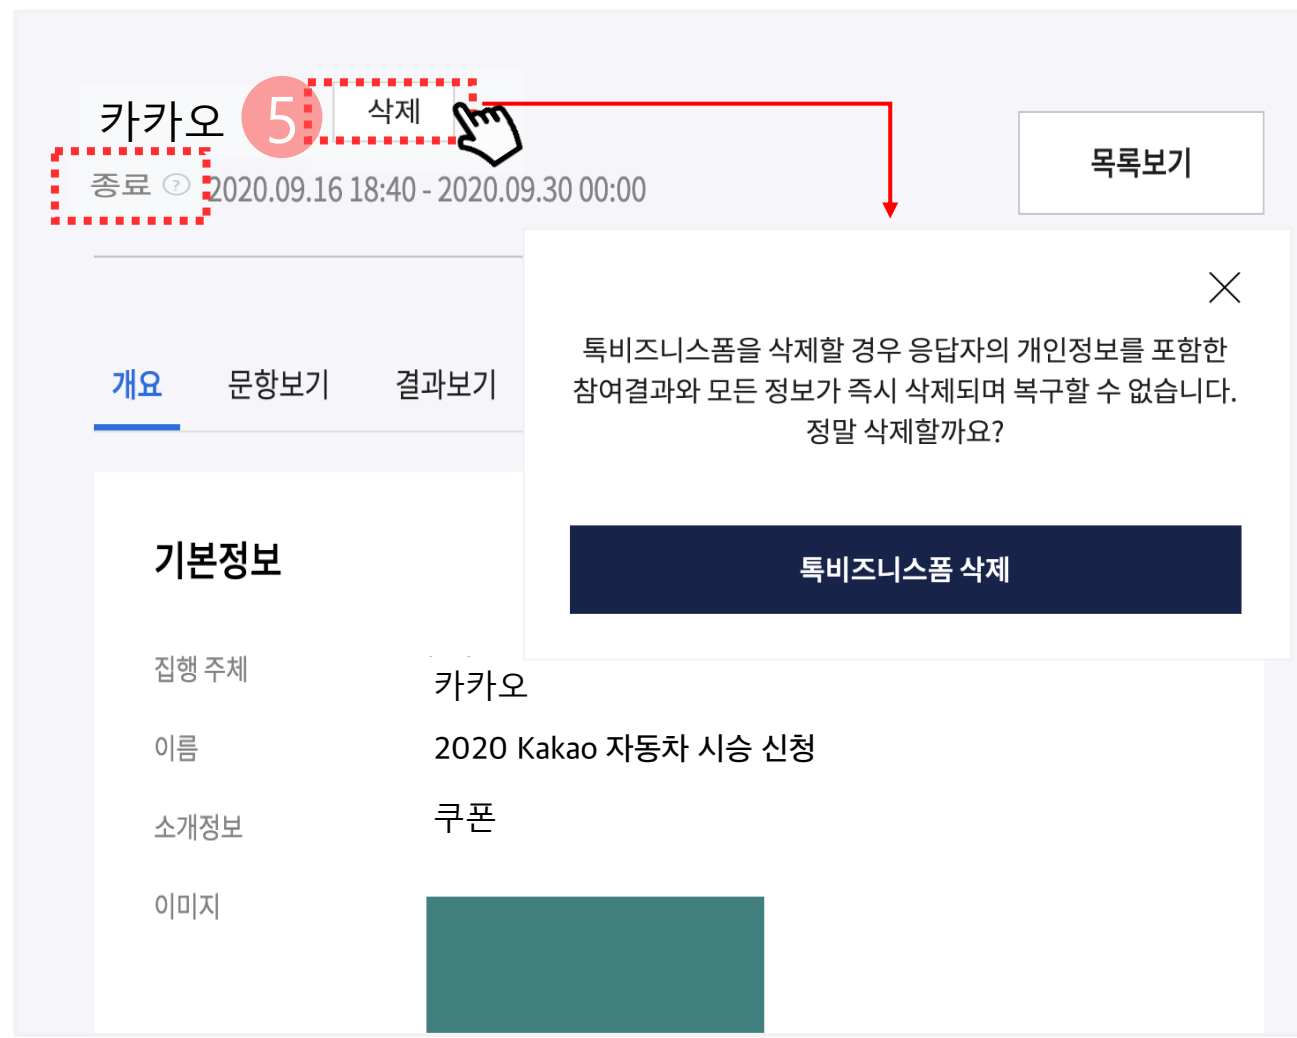 카카오 5 삭제
목록보기
종료 ? 2020.09.16 18:40 - 2020.09.30 00:00
톡비즈니스폼을 삭제할 경우 응답자의 개인정보를 포함한
참여결과와 모든 정보가 즉시 삭제되며 복구할 수 없습니다.
정말 삭제할까요?
톡비즈니스폼 삭제
개요 문항보기 결과보기
기본정보
집행 주체 카카오
이름 2020 Kakao 자동차 시승 신청
소개정보 쿠폰
이미지